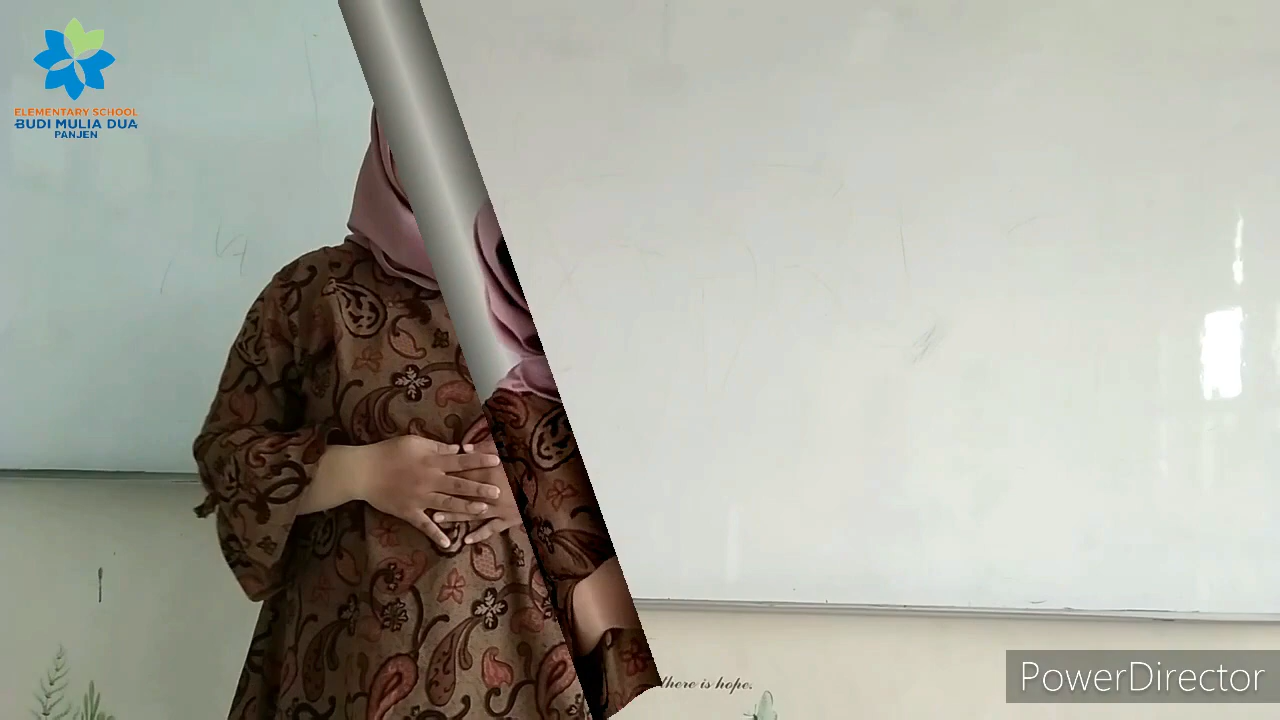 ELEMENTARY SCHOOL
BUDI MULIA DUA
PANJEN
there is hope.
PowerDirector